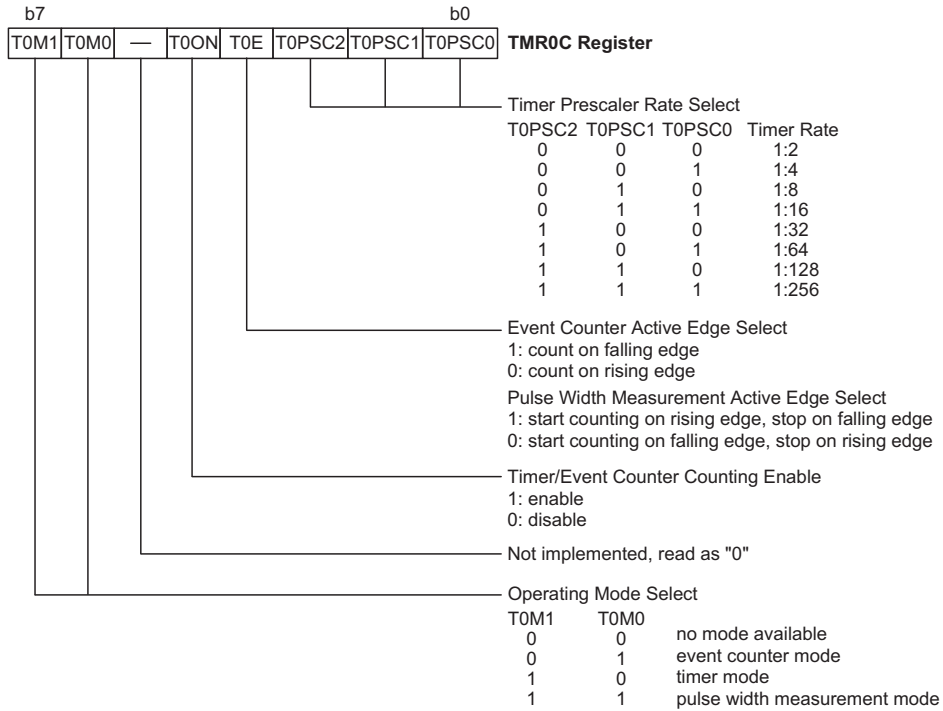 b7 b0
T0M1 T0M0 — T0ON T0E T0PSC2 T0PSC1 T0PSC0 TMR0C Register
Timer Prescaler Rate Select
T0PSC2 T0PSC1 T0PSC0 Timer Rate
0 0 0 1:2
0 0 1 1:4
0 1 0 1:8
0 1 1 1:16
1 0 0 1:32
1 0 1 1:64
1 1 0 1:128
1 1 1 1:256
Event Counter Active Edge Select
1: count on falling edge
0: count on rising edge
Pulse Width Measurement Active Edge Select
1: start counting on rising edge, stop on falling edge
0: start counting on falling edge, stop on rising edge
Timer/Event Counter Counting Enable
1: enable
0: disable
Not implemented, read as "0"
Operating Mode Select
T0M1 T0M0
0 0 no mode available
0 1 event counter mode
1 0 timer mode
1 1 pulse width measurement mode